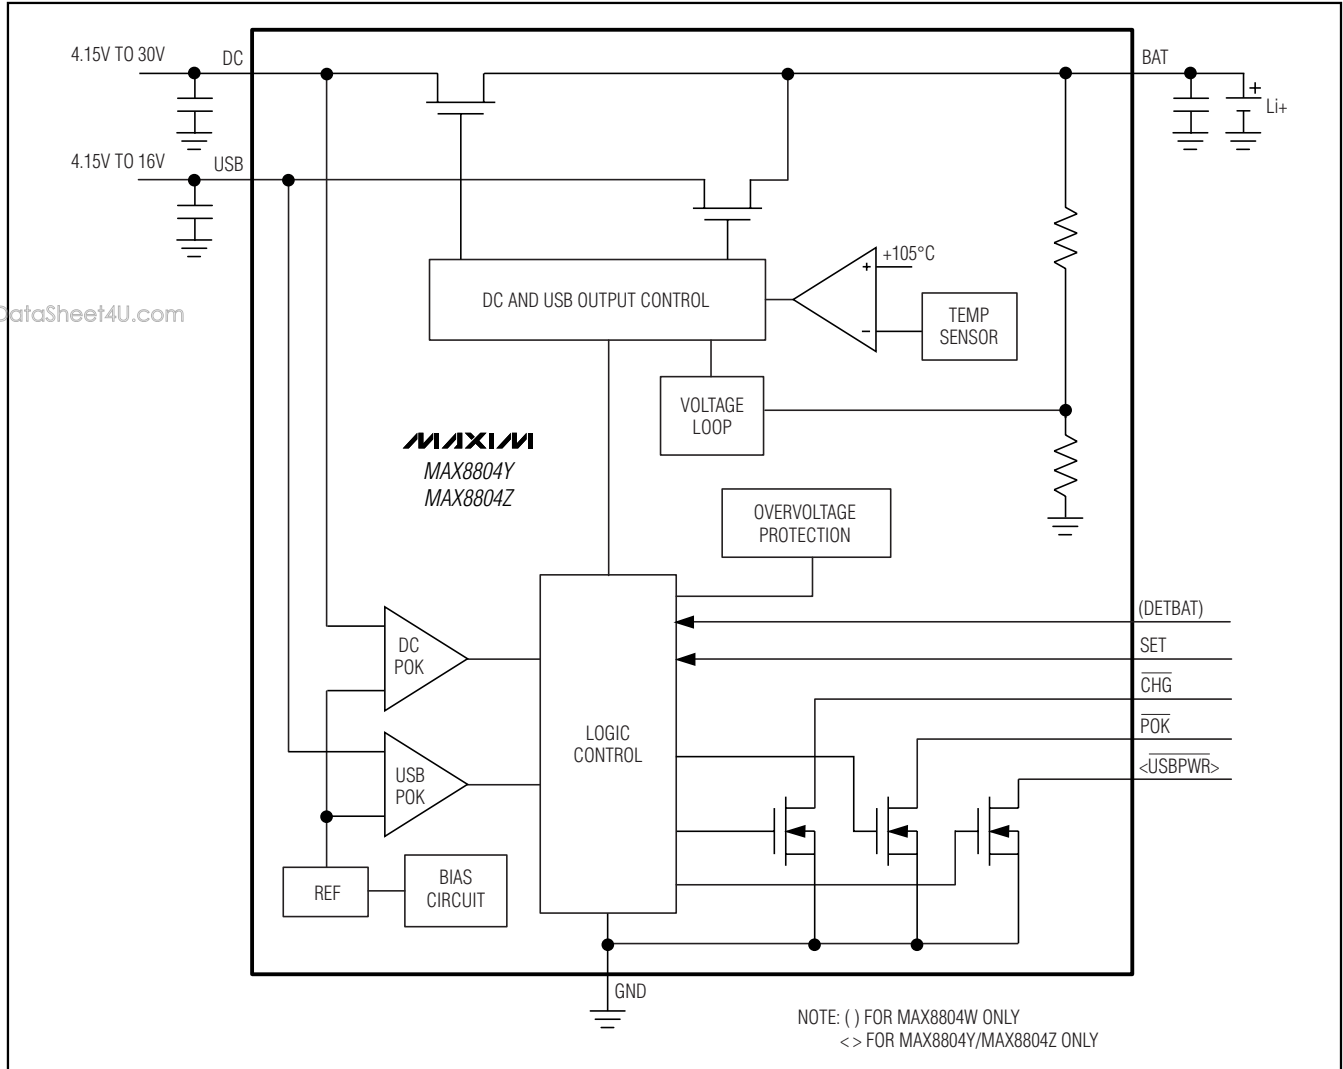 4.15V TO 30V
DC
BAT
+
Li+
4.15V TO 16V
USB
+105°C
+
DC AND USB OUTPUT CONTROL
−
TEMP
SENSOR
DataSheet4U.com
VOLTAGE
LOOP
MAXIM
MAX8804Y
MAX8804Z
OVERVOLTAGE
PROTECTION
(DETBAT)
SET
CHG
POK
<USBPWR>
DC
POK
LOGIC
CONTROL
USB
POK
REF
BIAS
CIRCUIT
GND
NOTE: ( ) FOR MAX8804W ONLY
< > FOR MAX8804Y/MAX8804Z ONLY